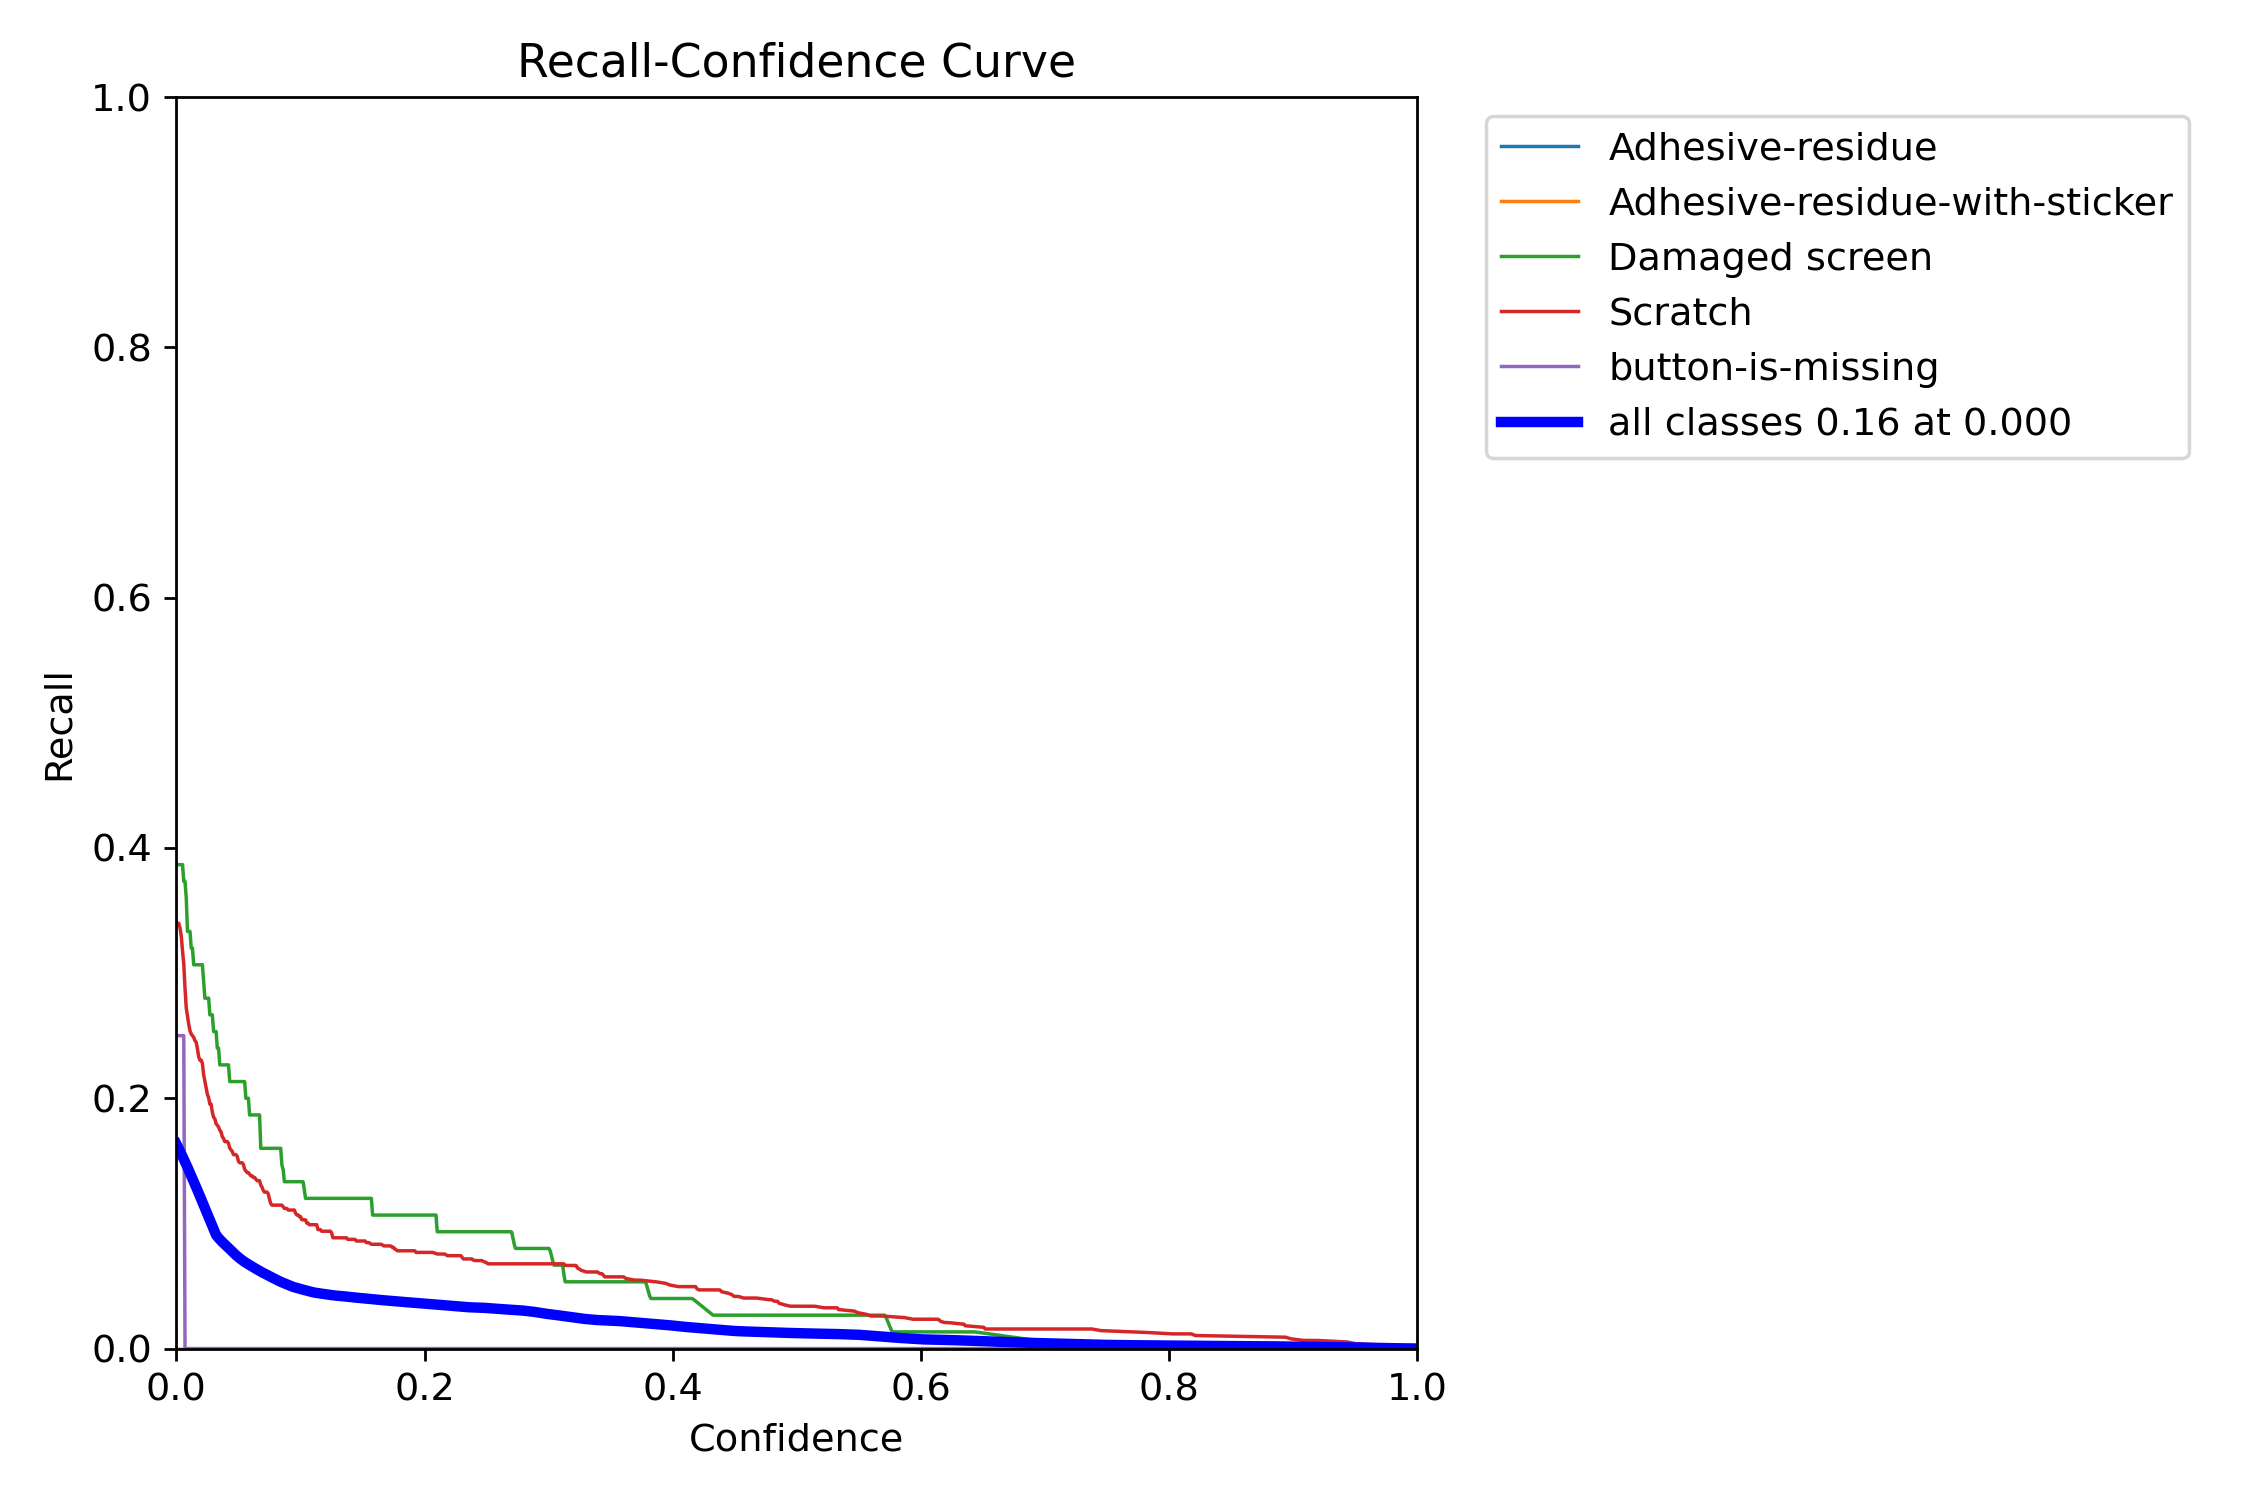 Recall-Confidence Curve
1.0
0.8
0.6
0.4
0.2
0.0
Recall
0.0 0.2 0.4 0.6 0.8 1.0
Confidence
Adhesive-residue
Adhesive-residue-with-sticker
Damaged screen
Scratch
button-is-missing
all classes 0.16 at 0.000